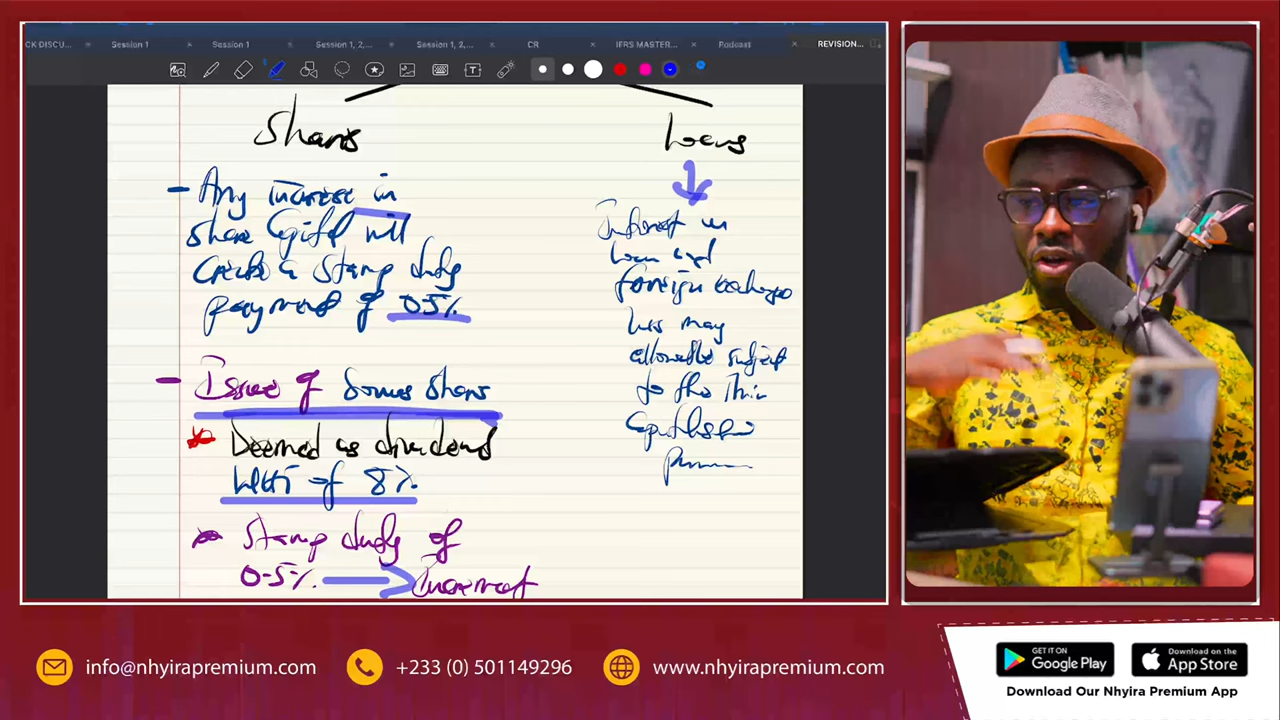 CK DISCU...
Session 1
Session 1
Session 1, 2,...
Session 1, 2,...
CR
IFRS MASTER...
Podcast
REVISION...
Shares
- Any increase in
share Capital will
Create a Stamp duty
payment of 0.5%
- Issue of bonus shares
Deemed as dividend
WHT of 8%
Stamp duty of
0.5% Increment
Loans
Interest on
loan and
foreign exchange
loss may
allowable subject
to the Thin
info@nhyirapremium.com
+233 (0) 501149296
www.nhyirapremium.com
GET IT ON
Google Play
Download on the
App Store
Download Our Nhyira Premium App